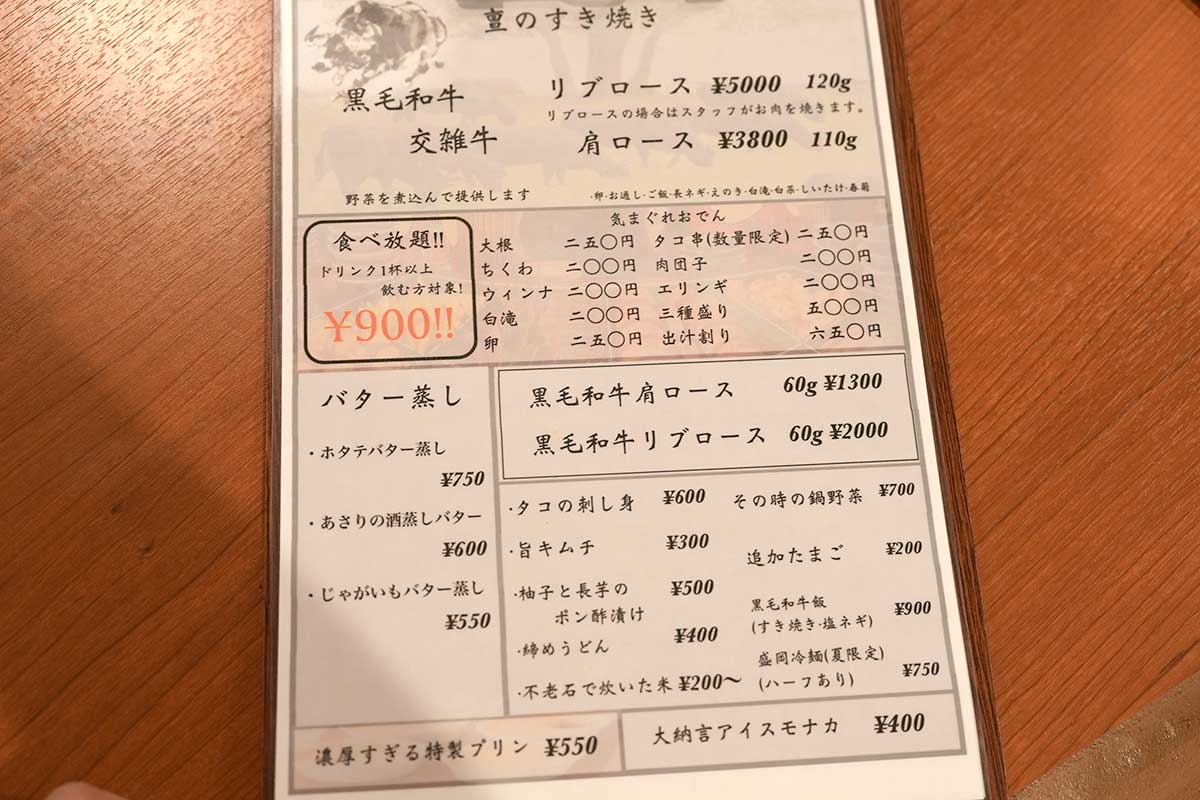 亶のすき焼き
黒毛和牛 リブロース ¥5000 120g
リブロースの場合はスタッフがお肉を焼きます。
交雑牛 肩ロース ¥3800 110g
野菜を煮込んで提供します
・卵・お通し・ご飯・長ネギ・えのき・白滝・白菜・しいたけ・春菊
食べ放題!!
ドリンク1杯以上
飲む方対象!
¥900!!
気まぐれおでん
大根 二五〇円 タコ串(数量限定) 二五〇円
ちくわ 二〇〇円 肉団子 二〇〇円
ウィンナ 二〇〇円 エリンギ 二〇〇円
白滝 二〇〇円 三種盛り 五〇〇円
卵 二五〇円 出汁割り 六五〇円
バター蒸し
・ホタテバター蒸し
¥750
・あさりの酒蒸しバター
¥600
・じゃがいもバター蒸し
¥550
黒毛和牛肩ロース 60g ¥1300
黒毛和牛リブロース 60g ¥2000
・タコの刺し身 ¥600
・旨キムチ ¥300
・柚子と長芋の ¥500
ポン酢漬け
・締めうどん ¥400
・不老石で炊いた米 ¥200〜
その時の鍋野菜 ¥700
追加たまご ¥200
黒毛和牛飯 ¥900
(すき焼き・塩ネギ)
盛岡冷麺(夏限定)
(ハーフあり) ¥750
濃厚すぎる特製プリン ¥550
大納言アイスモナカ ¥400